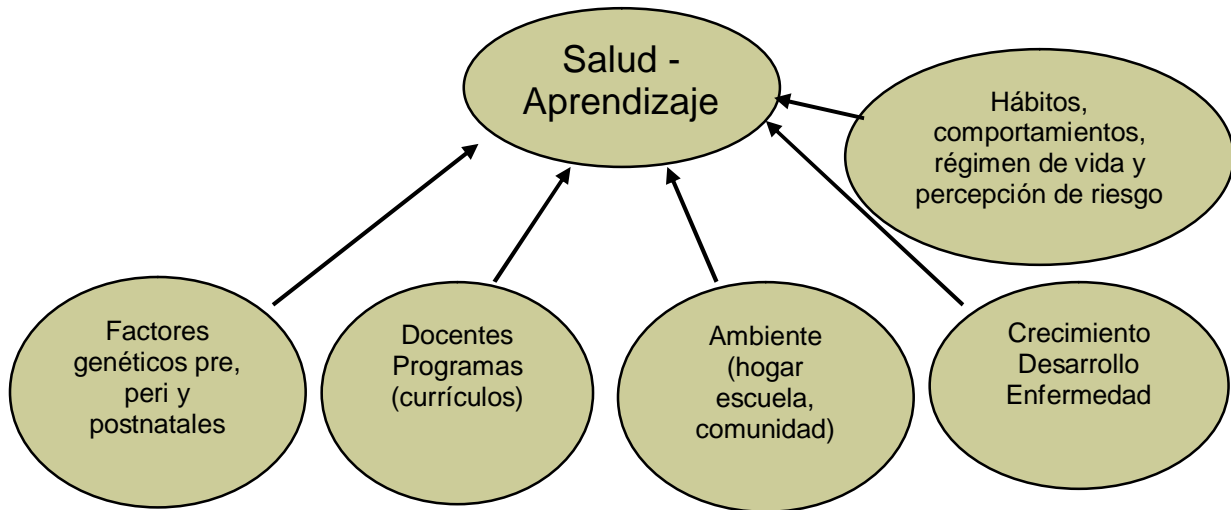 Salud -
Aprendizaje
Hábitos,
comportamientos,
régimen de vida y
percepción de riesgo
Factores
genéticos pre,
peri y
postnatales
Docentes
Programas
(currículos)
Ambiente
(hogar
escuela,
comunidad)
Crecimiento
Desarrollo
Enfermedad